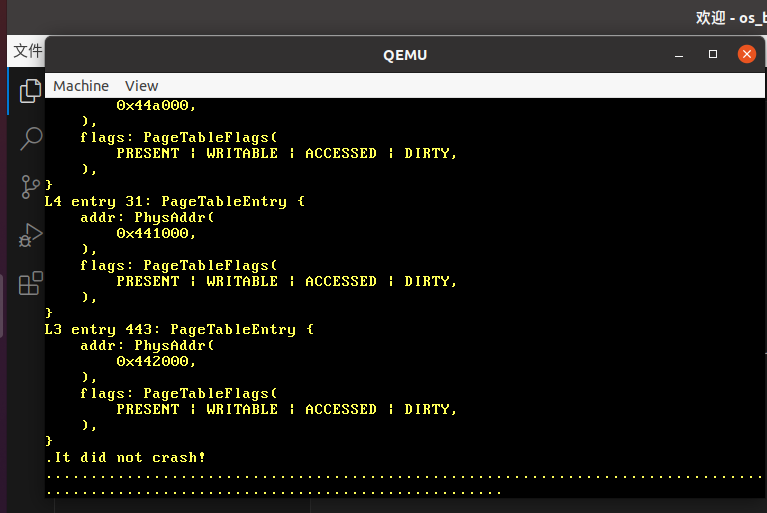 欢迎 - os_b
文件
QEMU
Machine View
0x44a000,
),
flags: PageTableFlags(
PRESENT | WRITABLE | ACCESSED | DIRTY,
),
}
L4 entry 31: PageTableEntry {
addr: PhysAddr(
0x441000,
),
flags: PageTableFlags(
PRESENT | WRITABLE | ACCESSED | DIRTY,
),
}
L3 entry 443: PageTableEntry {
addr: PhysAddr(
0x442000,
),
flags: PageTableFlags(
PRESENT | WRITABLE | ACCESSED | DIRTY,
),
}
.It did not crash!
................................................................................
...................................................